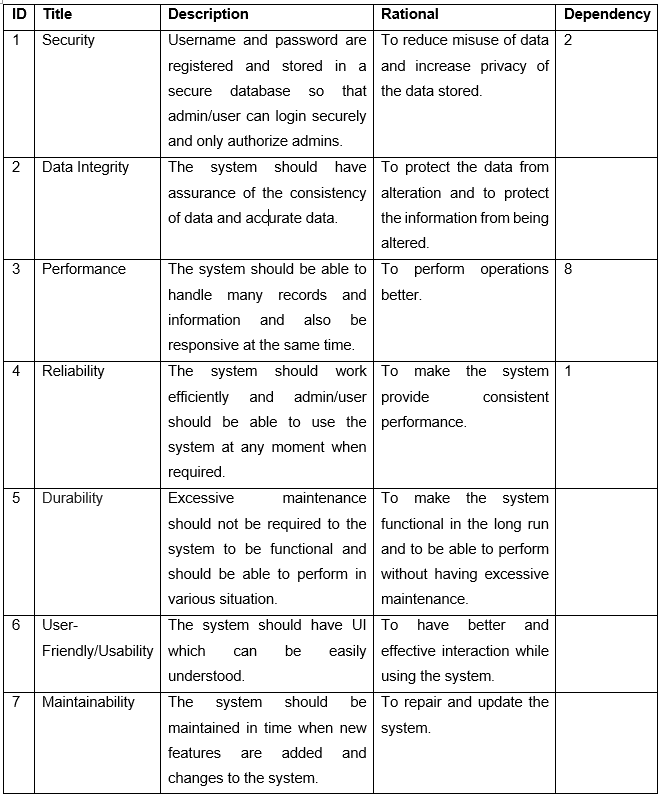 ID Title Description Rational Dependency
1 Security Username and password are To reduce misuse of data 2
registered and stored in a and increase privacy of
secure database so that the data stored.
admin/user can login securely
and only authorize admins.
2 Data Integrity The system should have To protect the data from
assurance of the consistency alteration and to protect
of data and accurate data. the information from being
altered.
3 Performance The system should be able to To perform operations 8
handle many records and better.
information and also be
responsive at the same time.
4 Reliability The system should work To make the system 1
efficiently and admin/user provide consistent
should be able to use the performance.
system at any moment when
required.
5 Durability Excessive maintenance To make the system
should not be required to the functional in the long run
system to be functional and and to be able to perform
should be able to perform in without having excessive
various situation. maintenance.
6 User- The system should have UI To have better and
Friendly/Usability which can be easily effective interaction while
understood. using the system.
7 Maintainability The system should be To repair and update the
maintained in time when new system.
features are added and
changes to the system.